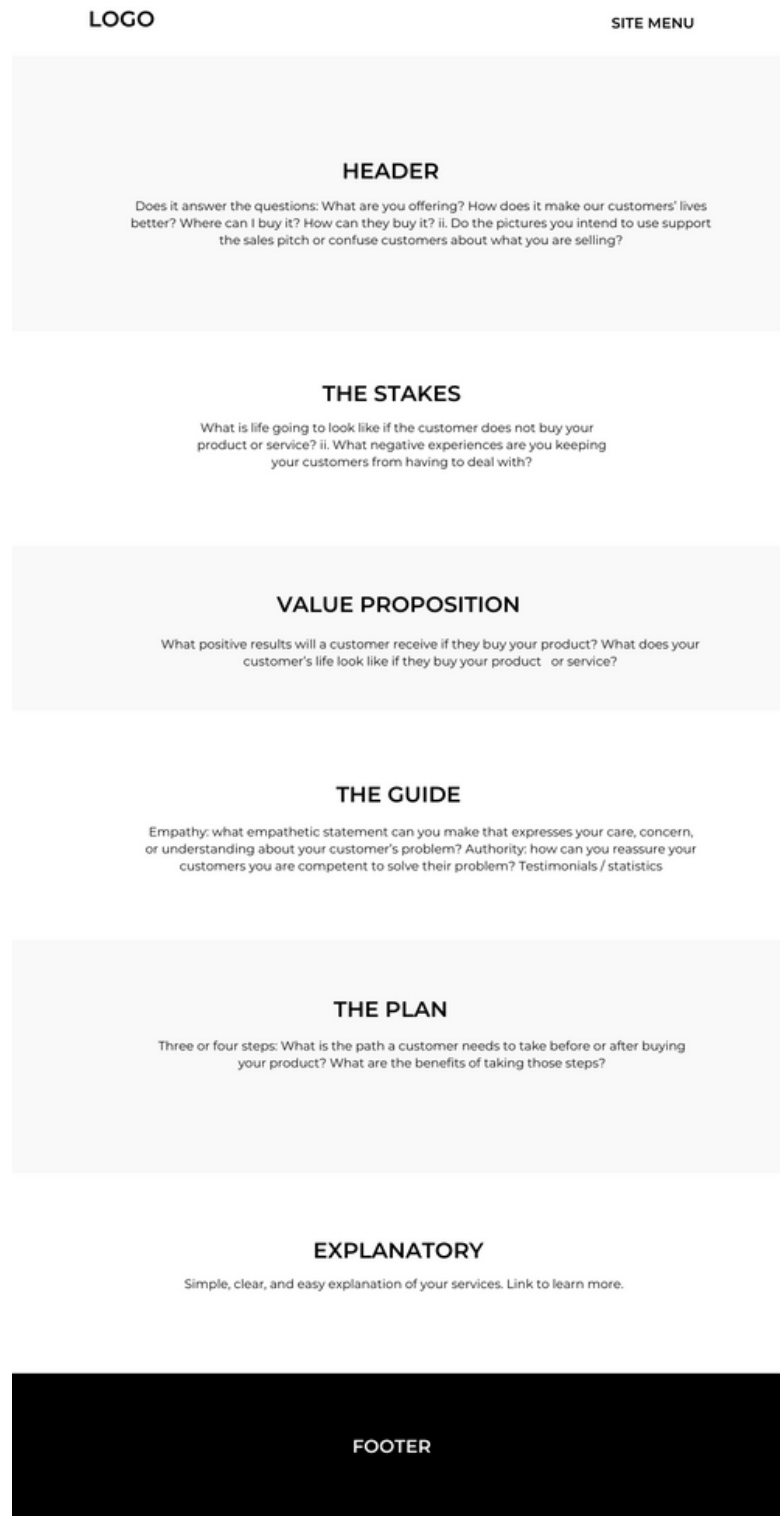 LOGO
SITE MENU
HEADER
Does it answer the questions: What are you offering? How does it make our customers' lives
better? Where can I buy it? How can they buy it? ii. Do the pictures you intend to use support
the sales pitch or confuse customers about what you are selling?
THE STAKES
What is life going to look like if the customer does not buy your
product or service? ii. What negative experiences are you keeping
your customers from having to deal with?
VALUE PROPOSITION
What positive results will a customer receive if they buy your product? What does your
customer's life look like if they buy your product or service?
THE GUIDE
Empathy: what empathetic statement can you make that expresses your care, concern,
or understanding about your customer's problem? Authority: how can you reassure your
customers you are competent to solve their problem? Testimonials / statistics
THE PLAN
Three or four steps: What is the path a customer needs to take before or after buying
your product? What are the benefits of taking those steps?
EXPLANATORY
Simple, clear, and easy explanation of your services. Link to learn more.
FOOTER